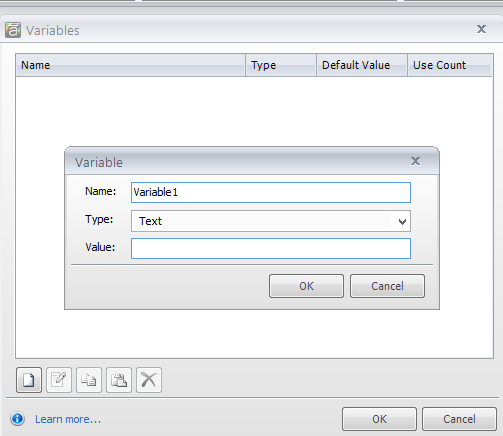 Variables
Name Type Default Value Use Count
Variable
Name: Variable1
Type: Text
Value:
OK Cancel
Learn more...
OK Cancel